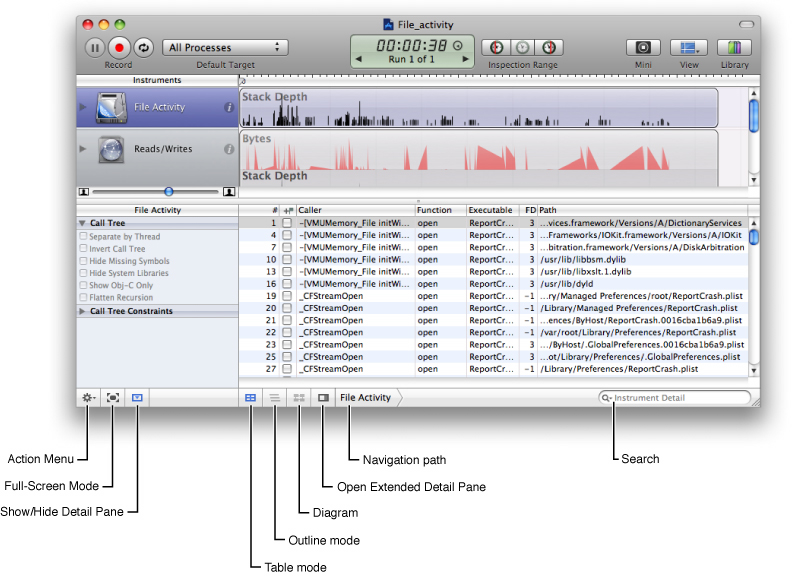 File_activity
All Processes
00:00:38
Run 1 of 1
Record
Default Target
Inspection Range
Mini
View
Library
Instruments
File Activity
Stack Depth
Reads/Writes
Bytes
Stack Depth
File Activity
# Caller Function Executable FD Path
Call Tree
Separate by Thread
Invert Call Tree
Hide Missing Symbols
Hide System Libraries
Show Obj-C Only
Flatten Recursion
Call Tree Constraints
1 -[VMUMemory_File initWi... open ReportCr... 3 ...vices.framework/Versions/A/DictionaryServices
4 -[VMUMemory_File initWi... open ReportCr... 3 ...Frameworks/IOKit.framework/Versions/A/IOKit
7 -[VMUMemory_File initWi... open ReportCr... 3 ...bitration.framework/Versions/A/DiskArbitration
10 -[VMUMemory_File initWi... open ReportCr... 3 /usr/lib/libbsm.dylib
13 -[VMUMemory_File initWi... open ReportCr... 3 /usr/lib/libxslt.1.dylib
16 -[VMUMemory_File initWi... open ReportCr... 3 /usr/lib/dyld
19 _CFStreamOpen open ReportCr... -1 ...ry/Managed Preferences/root/ReportCrash.plist
20 _CFStreamOpen open ReportCr... -1 /Library/Managed Preferences/ReportCrash.plist
21 _CFStreamOpen open ReportCr... -1 ...ences/ByHost/ReportCrash.0016cba1b6a9.plist
22 _CFStreamOpen open ReportCr... -1 /var/root/Library/Preferences/ReportCrash.plist
23 _CFStreamOpen open ReportCr... 3 .../ByHost/.GlobalPreferences.0016cba1b6a9.plist
25 _CFStreamOpen open ReportCr... 3 ...ot/Library/Preferences/.GlobalPreferences.plist
27 _CFStreamOpen open ReportCr... -1 /Library/Preferences/ReportCrash.plist
File Activity
Instrument Detail
Action Menu
Full-Screen Mode
Show/Hide Detail Pane
Navigation path
Search
Open Extended Detail Pane
Diagram
Outline mode
Table mode